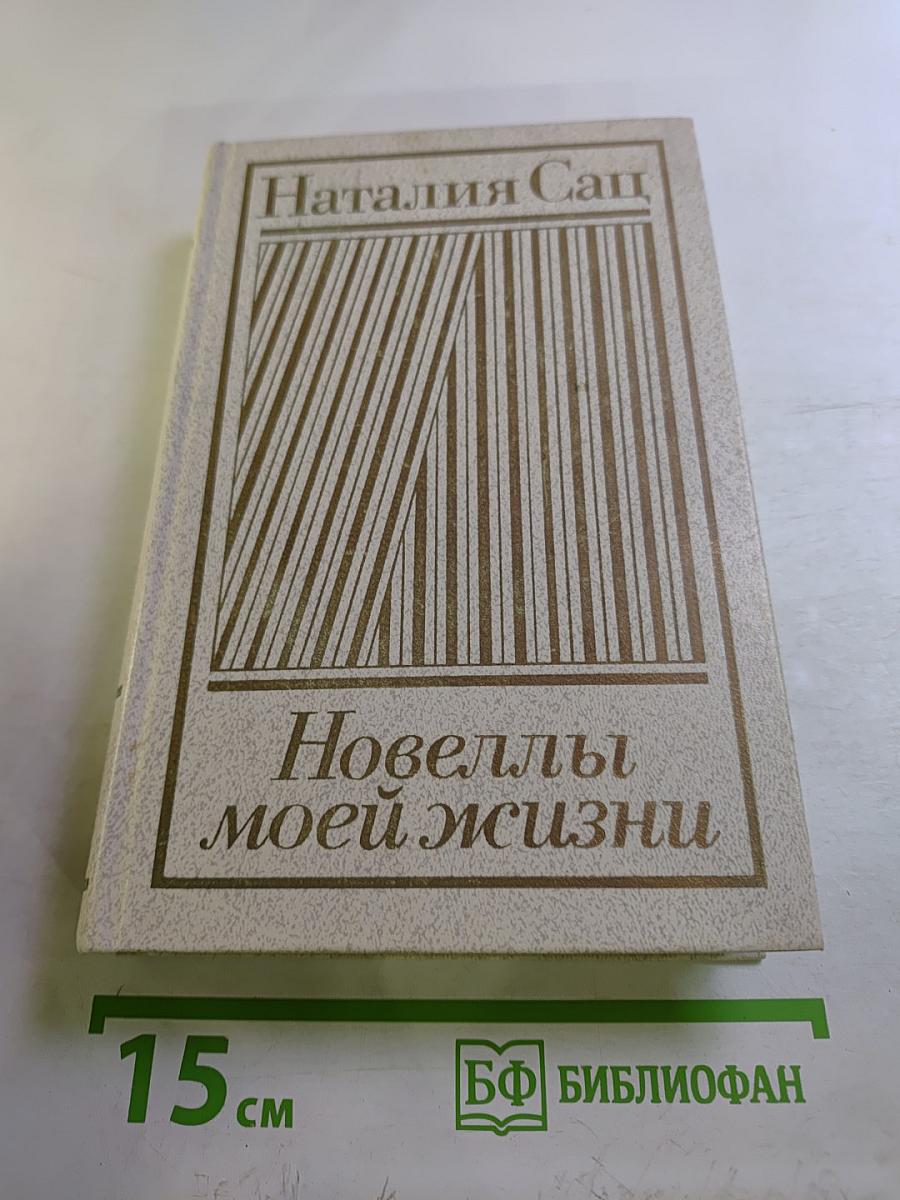 Наталия Сац
Новеллы
моей жизни
15 см
БФ БИБЛИОФАН